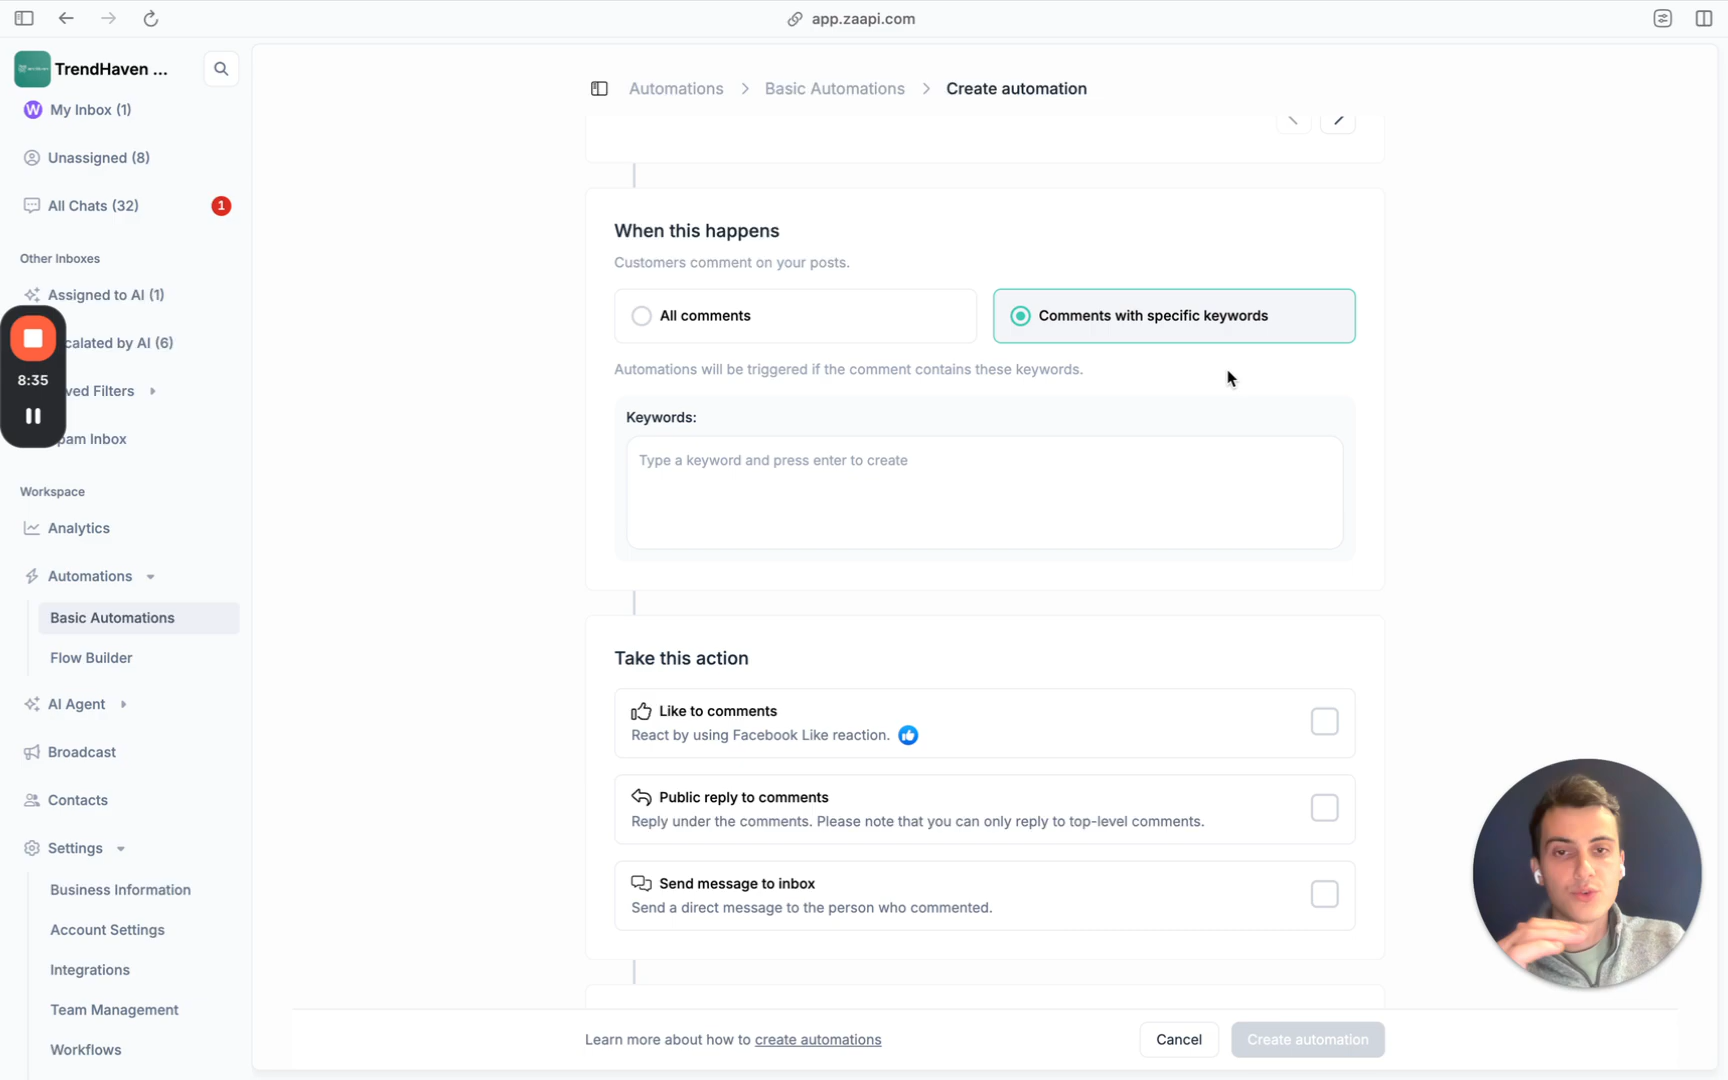 app.zaapi.com
TrendHaven ...
My Inbox (1)
Unassigned (8)
All Chats (32)
1
Other Inboxes
Assigned to AI (1)
calated by AI (6)
ved Filters
pam Inbox
8:35
Workspace
Analytics
Automations
Basic Automations
Flow Builder
AI Agent
Broadcast
Contacts
Settings
Business Information
Account Settings
Integrations
Team Management
Workflows
Automations > Basic Automations > Create automation
When this happens
Customers comment on your posts.
All comments
Comments with specific keywords
Automations will be triggered if the comment contains these keywords.
Keywords:
Type a keyword and press enter to create
Take this action
Like to comments
React by using Facebook Like reaction.
Public reply to comments
Reply under the comments. Please note that you can only reply to top-level comments.
Send message to inbox
Send a direct message to the person who commented.
Learn more about how to create automations
Cancel
Create automation